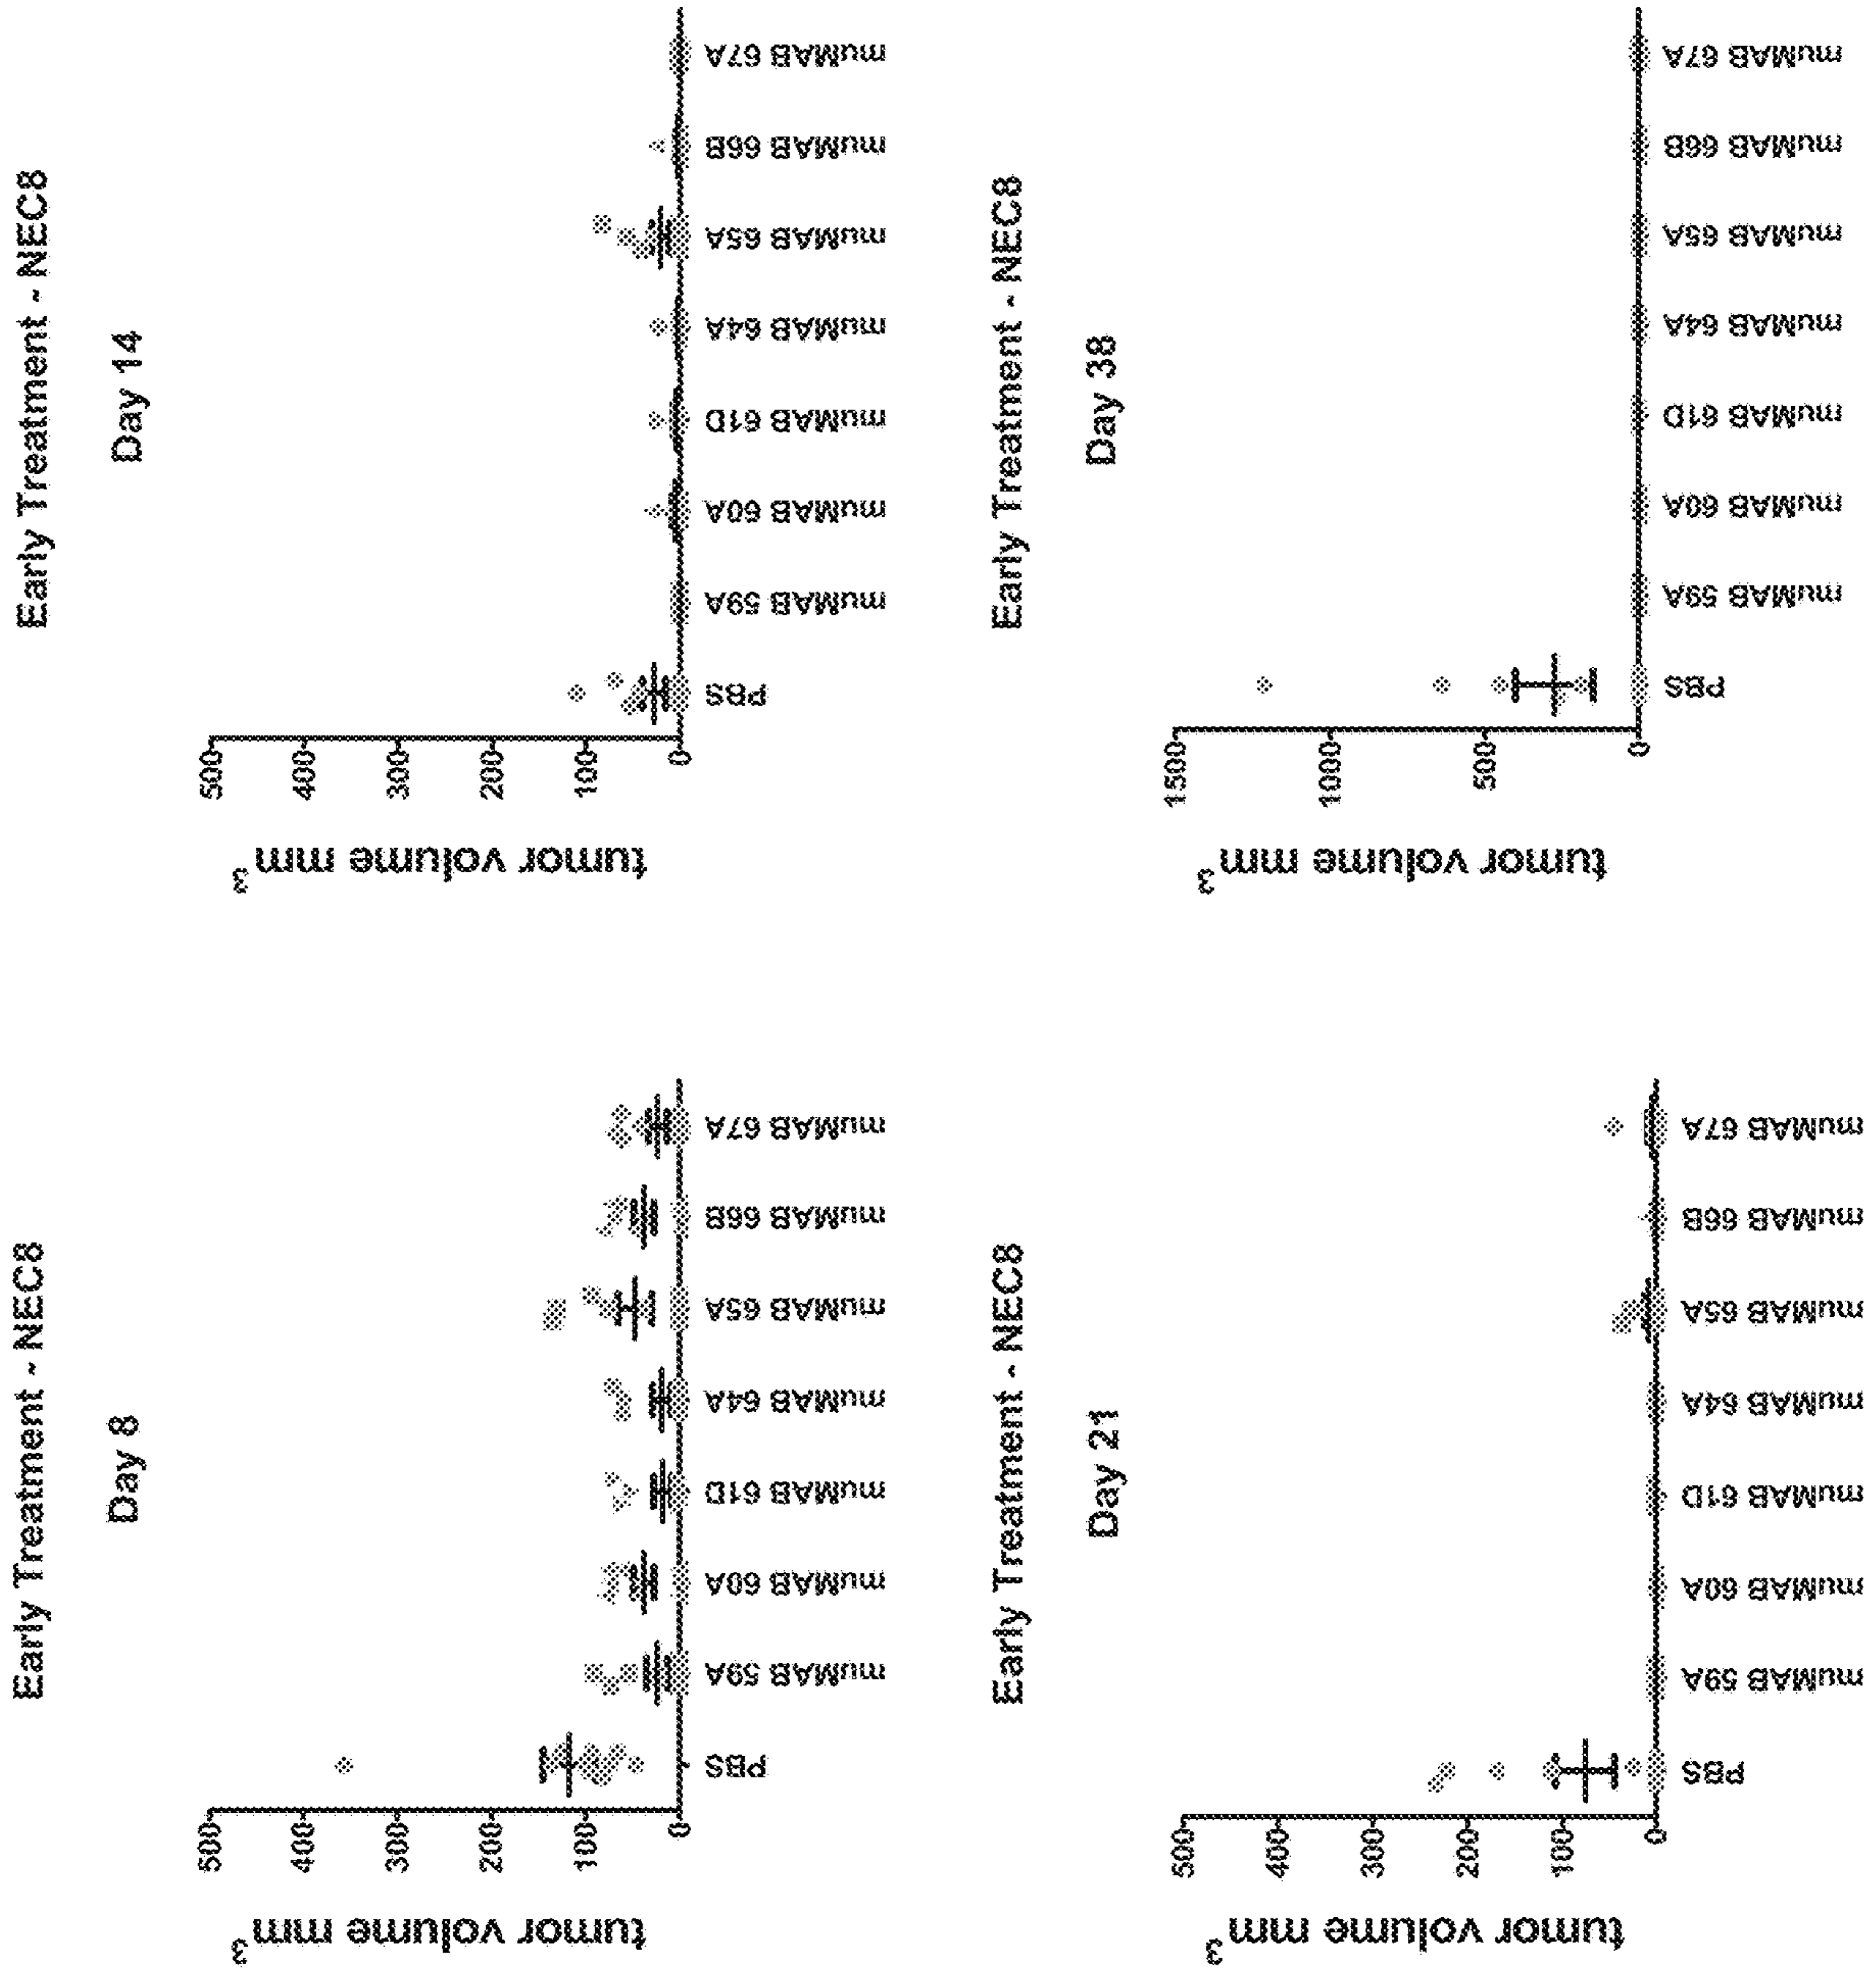 Early Treatment - NEC8
Day 8
tumor volume mm3
500
400
300
200
100
0
PBS
muMAB 59A
muMAB 60A
muMAB 61D
muMAB 64A
muMAB 65A
muMAB 66B
muMAB 67A
Early Treatment - NEC8
Day 14
tumor volume mm3
500
400
300
200
100
0
PBS
muMAB 59A
muMAB 60A
muMAB 61D
muMAB 64A
muMAB 65A
muMAB 66B
muMAB 67A
Early Treatment - NEC8
Day 21
tumor volume mm3
500
400
300
200
100
0
PBS
muMAB 59A
muMAB 60A
muMAB 61D
muMAB 64A
muMAB 65A
muMAB 66B
muMAB 67A
Early Treatment - NEC8
Day 38
tumor volume mm3
1500
1000
500
0
PBS
muMAB 59A
muMAB 60A
muMAB 61D
muMAB 64A
muMAB 65A
muMAB 66B
muMAB 67A